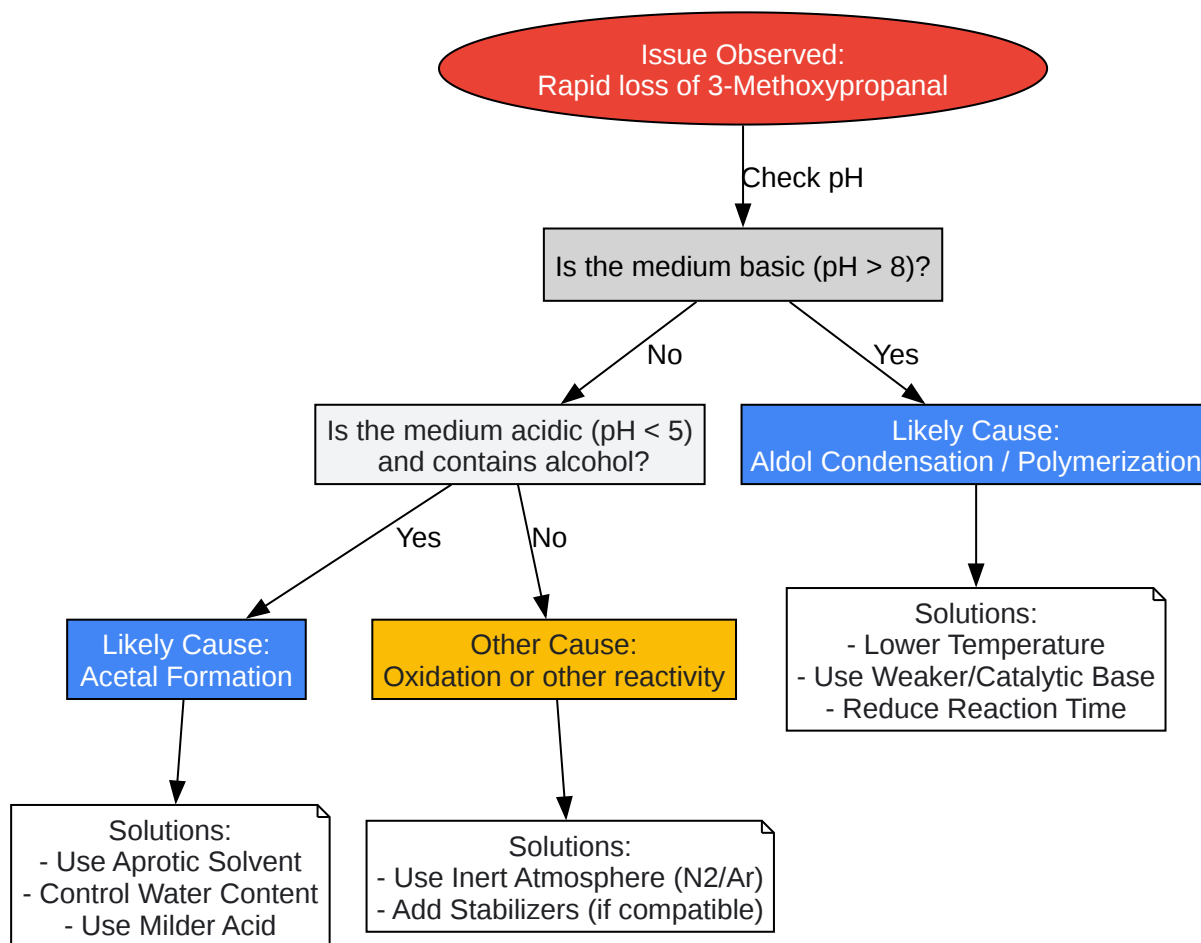 Issue Observed:
Rapid loss of 3-Methoxypropanal
Check pH
Is the medium basic (pH > 8)?
No
Yes
Is the medium acidic (pH < 5)
and contains alcohol?
Likely Cause:
Aldol Condensation / Polymerization
Yes
No
Likely Cause:
Acetal Formation
Other Cause:
Oxidation or other reactivity
Solutions:
- Lower Temperature
- Use Weaker/Catalytic Base
- Reduce Reaction Time
Solutions:
- Use Aprotic Solvent
- Control Water Content
- Use Milder Acid
Solutions:
- Use Inert Atmosphere (N2/Ar)
- Add Stabilizers (if compatible)